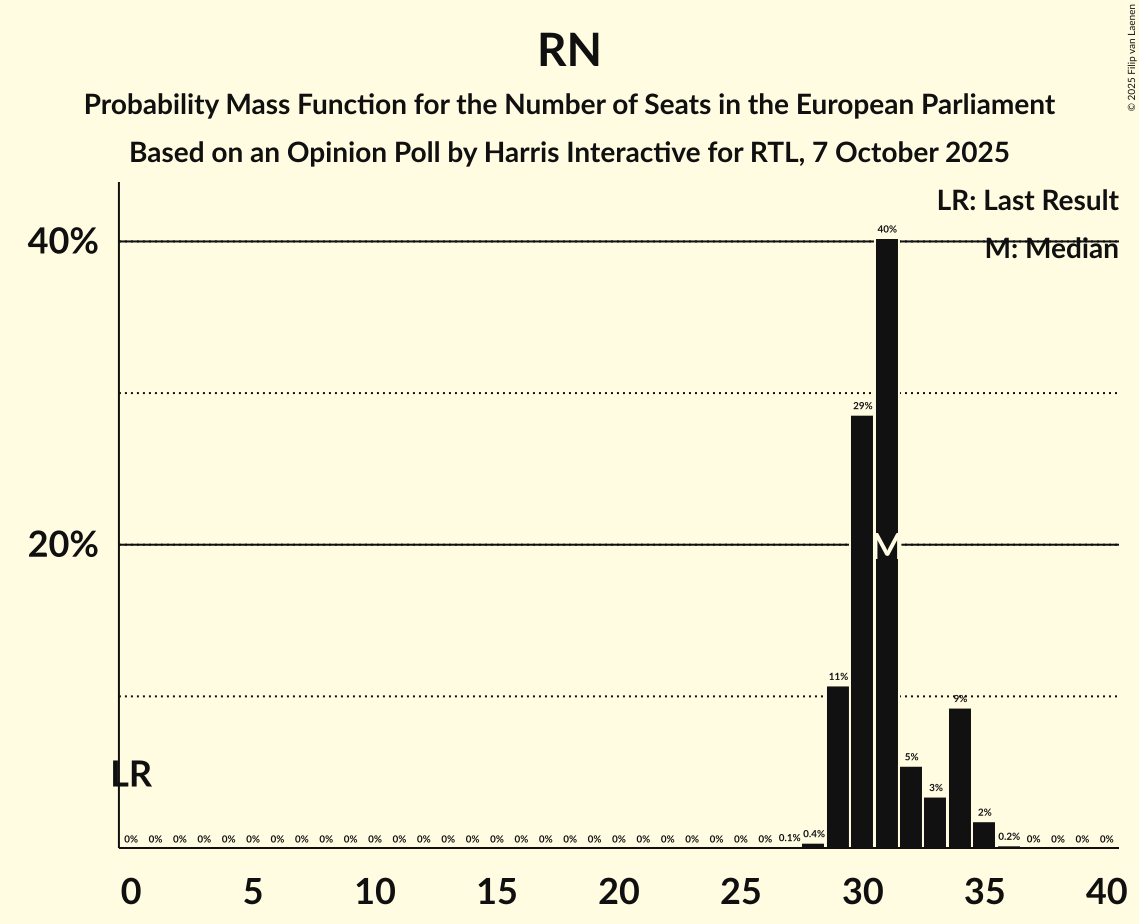 © 2025 Filip van Laenen
RN
Probability Mass Function for the Number of Seats in the European Parliament
Based on an Opinion Poll by Harris Interactive for RTL, 7 October 2025
LR: Last Result
M: Median
40%
20%
40%
29%
11%
9%
5%
3%
2%
M
LR
0% 0% 0% 0% 0% 0% 0% 0% 0% 0% 0% 0% 0% 0% 0% 0% 0% 0% 0% 0% 0% 0% 0% 0% 0% 0% 0% 0.1% 0.4% 0.2% 0% 0% 0% 0%
0 5 10 15 20 25 30 35 40